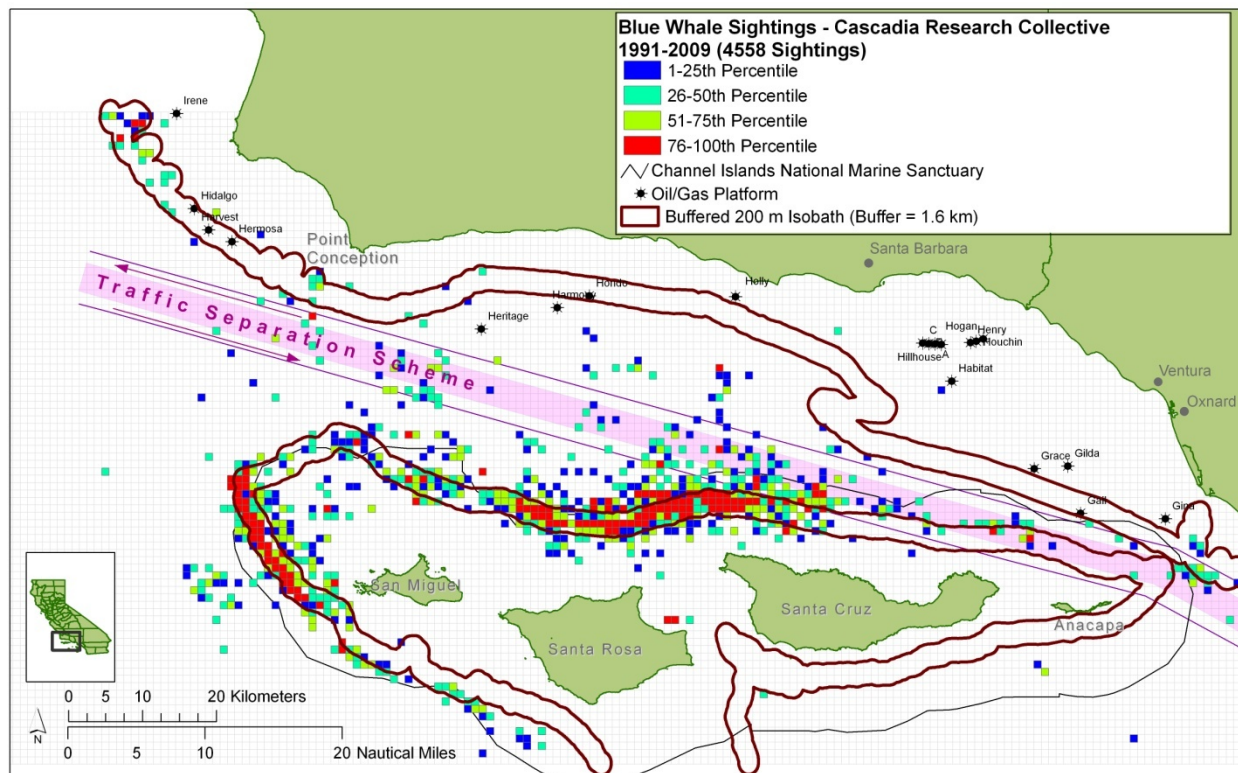 Blue Whale Sightings - Cascadia Research Collective
1991-2009 (4558 Sightings)
1-25th Percentile
26-50th Percentile
51-75th Percentile
76-100th Percentile
Channel Islands National Marine Sanctuary
Oil/Gas Platform
Buffered 200 m Isobath (Buffer = 1.6 km)
Irene
Hidalgo
Harvest
Hermosa
Point
Conception
Santa Barbara
Traffic Separation Scheme
Heritage
Harmony
Hondo
Holly
C
Hillhouse
A
Hogan
Henry
Houchin
Habitat
Ventura
Oxnard
Grace
Gilda
Gail
Gina
San Miguel
Santa Rosa
Santa Cruz
Anacapa
0 5 10 20 Kilometers
0 5 10 20 Nautical Miles
N